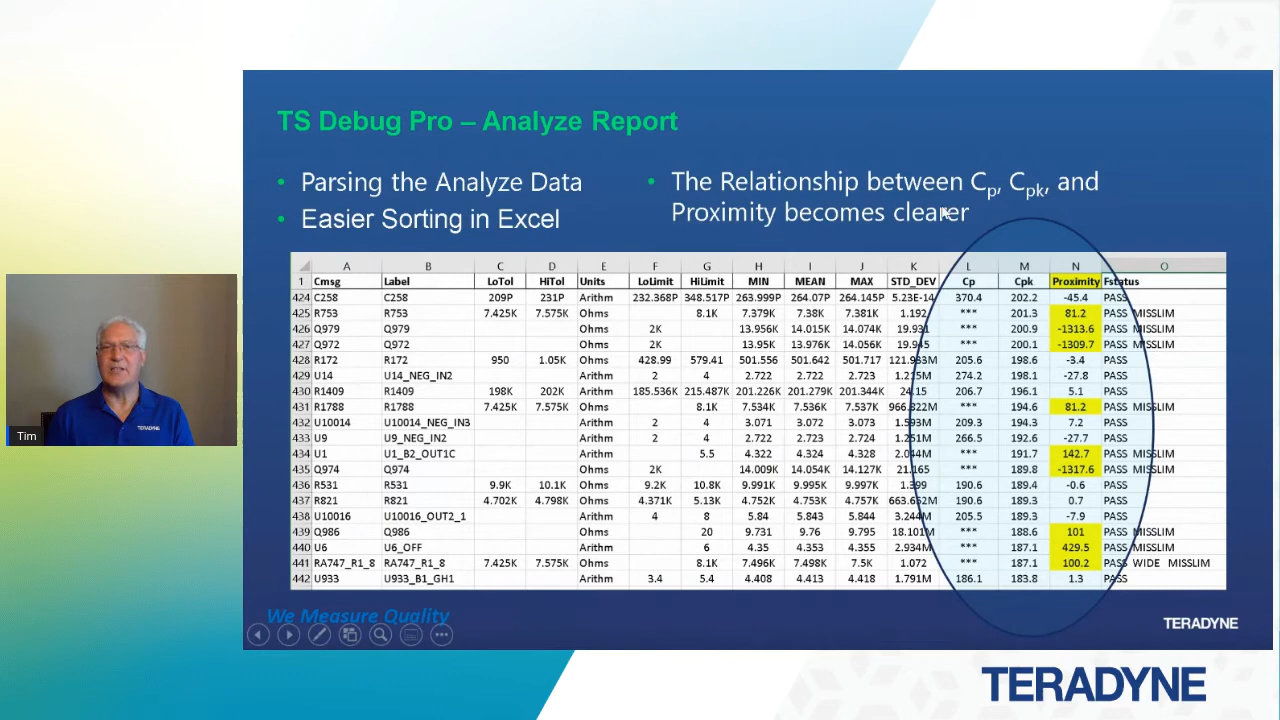 TERADYNE
TS Debug Pro – Analyze Report
• Parsing the Analyze Data
• Easier Sorting in Excel
• The Relationship between Cp, Cpk, and
Proximity becomes clearer
A B C D E F G H I J K L M N O
1 Cmsg Label LoTol HiTol Units LoLimit HiLimit MIN MEAN MAX STD_DEV Cp Cpk Proximity Fstatus
424 C258 C258 209P 231P Arithm 232.368P 348.517P 263.999P 264.07P 264.145P 5.23E-14 370.4 202.2 -45.4 PASS
425 R753 R753 7.425K 7.575K Ohms 8.1K 7.379K 7.38K 7.381K 1.192 *** 201.3 81.2 PASS MISSLIM
426 Q979 Q979 Ohms 2K 13.956K 14.015K 14.074K 19.931 *** 200.9 -1313.6 PASS MISSLIM
427 Q972 Q972 Ohms 2K 13.95K 13.976K 14.056K 19.945 *** 200.1 -1309.7 PASS MISSLIM
428 R172 R172 950 1.05K Ohms 428.99 579.41 501.556 501.642 501.717 121.933M 205.6 198.6 -3.4 PASS
429 U14 U14_NEG_IN2 Arithm 2 4 2.722 2.722 2.723 1.215M 274.2 198.1 -27.8 PASS
430 R1409 R1409 198K 202K Arithm 185.536K 215.487K 201.226K 201.279K 201.344K 24.15 206.7 196.1 5.1 PASS
431 R1788 R1788 7.425K 7.575K Ohms 8.1K 7.534K 7.536K 7.537K 966.822M *** 194.6 81.2 PASS MISSLIM
432 U10014 U10014_NEG_IN3 Arithm 2 4 3.071 3.072 3.073 1.593M 209.3 194.3 7.2 PASS
433 U9 U9_NEG_IN2 Arithm 2 4 2.722 2.723 2.724 1.251M 266.5 192.6 -27.7 PASS
434 U1 U1_B2_OUT1C Arithm 5.5 4.322 4.324 4.328 2.044M *** 191.7 142.7 PASS MISSLIM
435 Q974 Q974 Ohms 2K 14.009K 14.054K 14.127K 21.165 *** 189.8 -1317.6 PASS MISSLIM
436 R531 R531 9.9K 10.1K Ohms 9.2K 10.8K 9.991K 9.995K 9.997K 1.399 190.6 189.4 -0.6 PASS
437 R821 R821 4.702K 4.798K Ohms 4.371K 5.13K 4.752K 4.753K 4.757K 663.652M 190.6 189.3 0.7 PASS
438 U10016 U10016_OUT2_1 Arithm 4 8 5.84 5.843 5.844 3.244M 205.5 189.3 -7.9 PASS
439 Q986 Q986 Ohms 20 9.731 9.76 9.795 18.101M *** 188.6 101 PASS MISSLIM
440 U6 U6_OFF Arithm 6 4.35 4.353 4.355 2.934M *** 187.1 429.5 PASS MISSLIM
441 RA747_R1_8 RA747_R1_8 7.425K 7.575K Ohms 8.1K 7.496K 7.498K 7.5K 1.072 *** 187.1 100.2 PASS WIDE MISSLIM
442 U933 U933_B1_GH1 Arithm 3.4 5.4 4.408 4.413 4.418 1.791M 186.1 183.8 1.3 PASS
TERADYNE
Tim
We Measure Quality
TERADYNE
TERADYNE